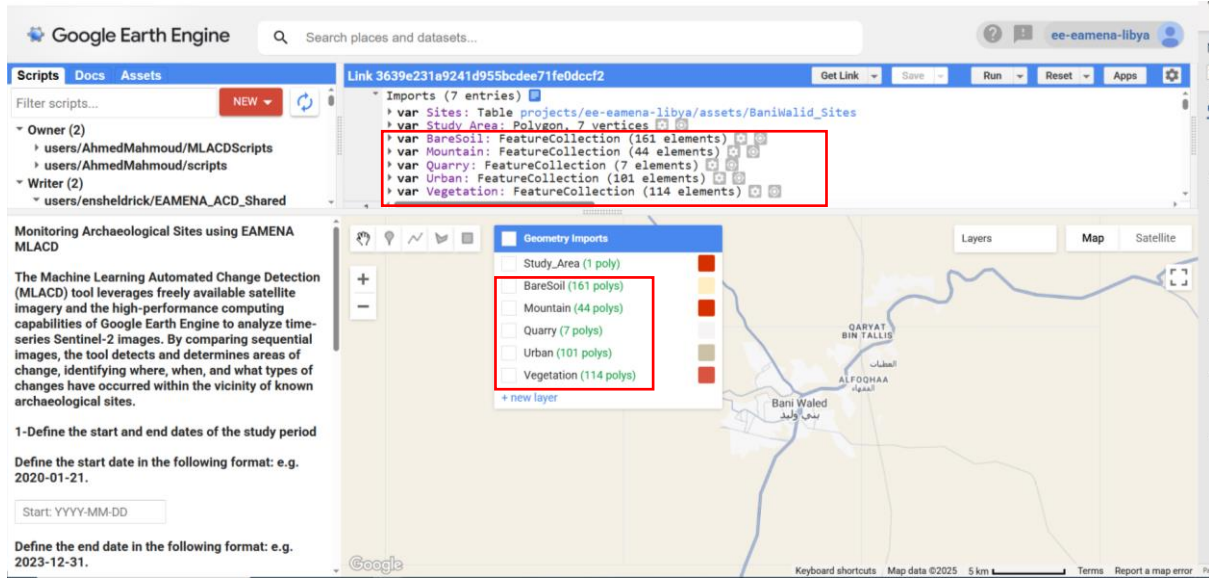 Google Earth Engine
Search places and datasets...
ee-eamena-libya
Scripts Docs Assets
Filter scripts...
NEW
Owner (2)
users/AhmedMahmoud/MLACDScripts
users/AhmedMahmoud/scripts
Writer (2)
users/ensheldrick/EAMENA_ACD_Shared
Link 3639e231a9241d955bcdee71fe0dccf2
Get Link Save Run Reset Apps
Imports (7 entries)
var Sites: Table projects/ee-eamena-libya/assets/BaniWalid_Sites
var Study_Area: Polygon, 7 vertices
var BareSoil: FeatureCollection (161 elements)
var Mountain: FeatureCollection (44 elements)
var Quarry: FeatureCollection (7 elements)
var Urban: FeatureCollection (101 elements)
var Vegetation: FeatureCollection (114 elements)
Monitoring Archaeological Sites using EAMENA
MLACD
The Machine Learning Automated Change Detection
(MLACD) tool leverages freely available satellite
imagery and the high-performance computing
capabilities of Google Earth Engine to analyze time-
series Sentinel-2 images. By comparing sequential
images, the tool detects and determines areas of
change, identifying where, when, and what types of
changes have occurred within the vicinity of known
archaeological sites.
1-Define the start and end dates of the study period
Define the start date in the following format: e.g.
2020-01-21.
Start: YYYY-MM-DD
Define the end date in the following format: e.g.
2023-12-31.
Geometry Imports
Study_Area (1 poly)
BareSoil (161 polys)
Mountain (44 polys)
Quarry (7 polys)
Urban (101 polys)
Vegetation (114 polys)
+ new layer
Layers
Map Satellite
QARYAT
BIN TALLIS
العطيات
ALFOQHAA
الفقهاء
Bani Waled
بني وليد
Google
Keyboard shortcuts Map data ©2025 5 km Terms Report a map error